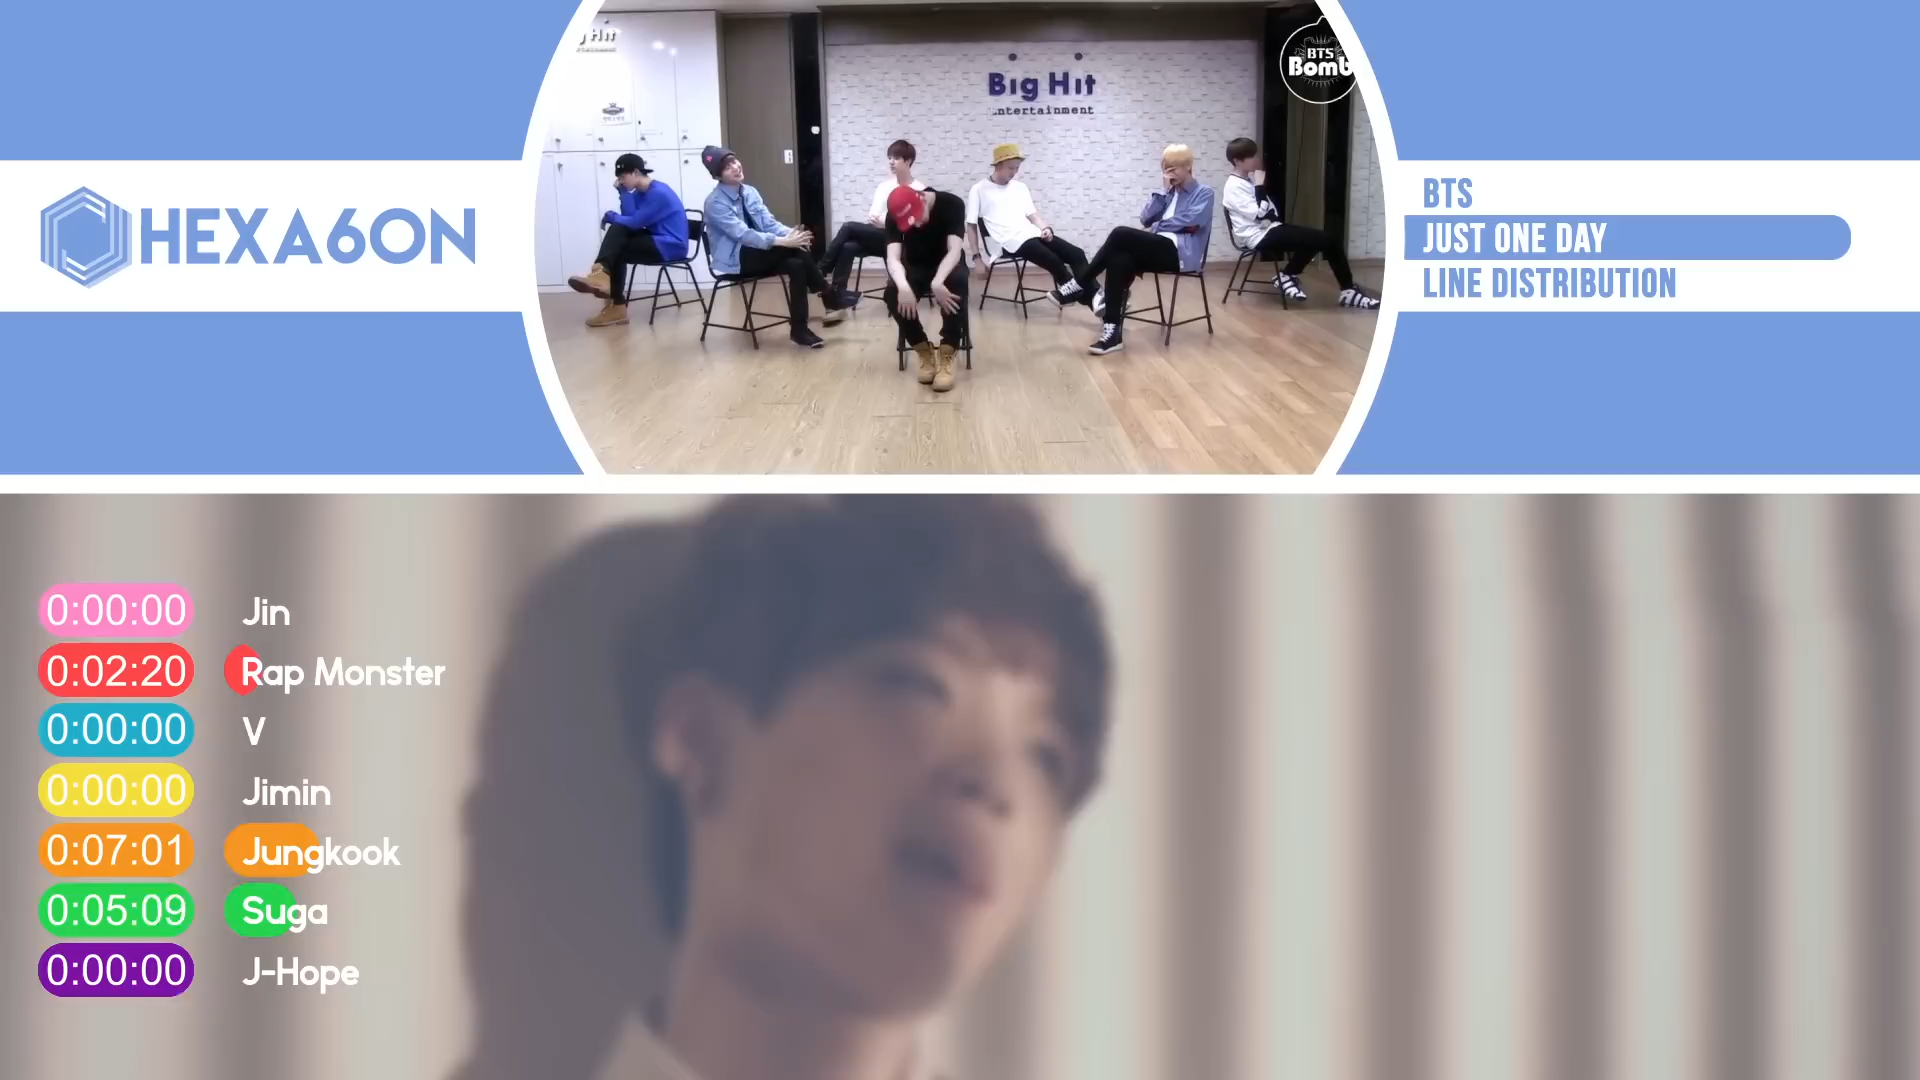 g Hit
BTS
Bomb
Big Hit
ntertainment
HEXA6ON
BTS
JUST ONE DAY
LINE DISTRIBUTION
0:00:00 Jin
0:02:20 Rap Monster
0:00:00 V
0:00:00 Jimin
0:07:01 Jungkook
0:05:09 Suga
0:00:00 J-Hope